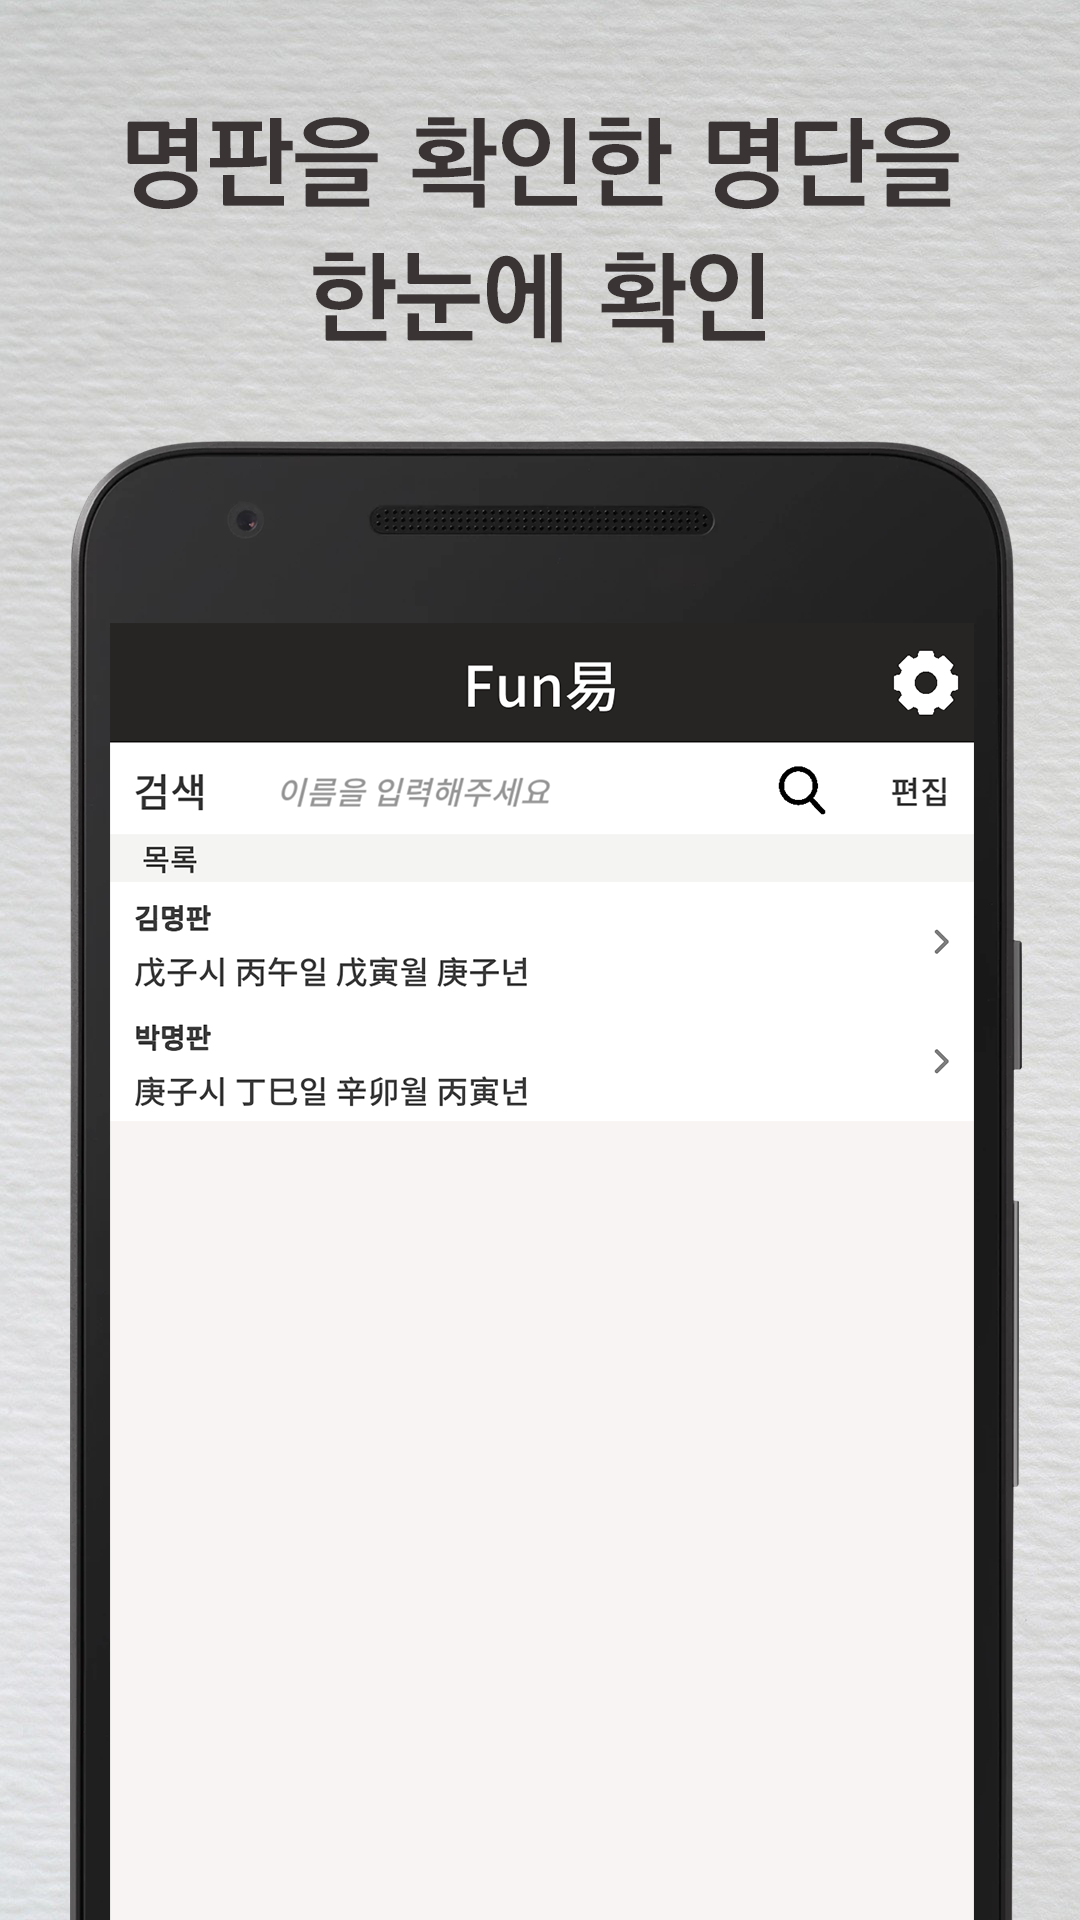 명판을 확인한 명단을
한눈에 확인
Fun易
검색 이름을 입력해주세요 편집
목록
김명판
戊子시 丙午일 戊寅월 庚子년
박명판
庚子시 丁巳일 辛卯월 丙寅년